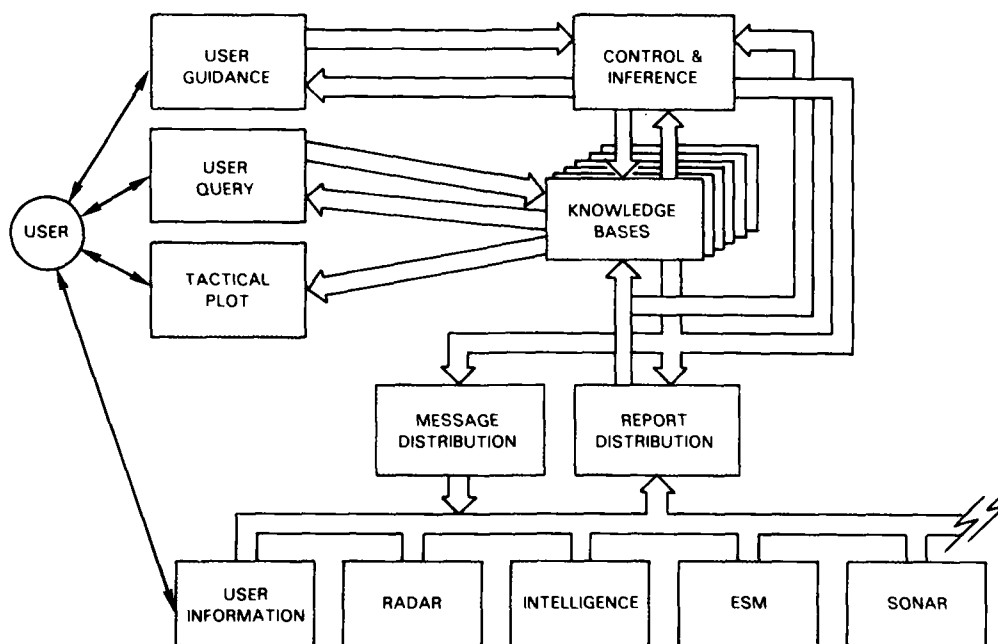 USER
GUIDANCE
CONTROL &
INFERENCE
USER
QUERY
KNOWLEDGE
BASES
USER
TACTICAL
PLOT
MESSAGE
DISTRIBUTION
REPORT
DISTRIBUTION
USER
INFORMATION
RADAR
INTELLIGENCE
ESM
SONAR